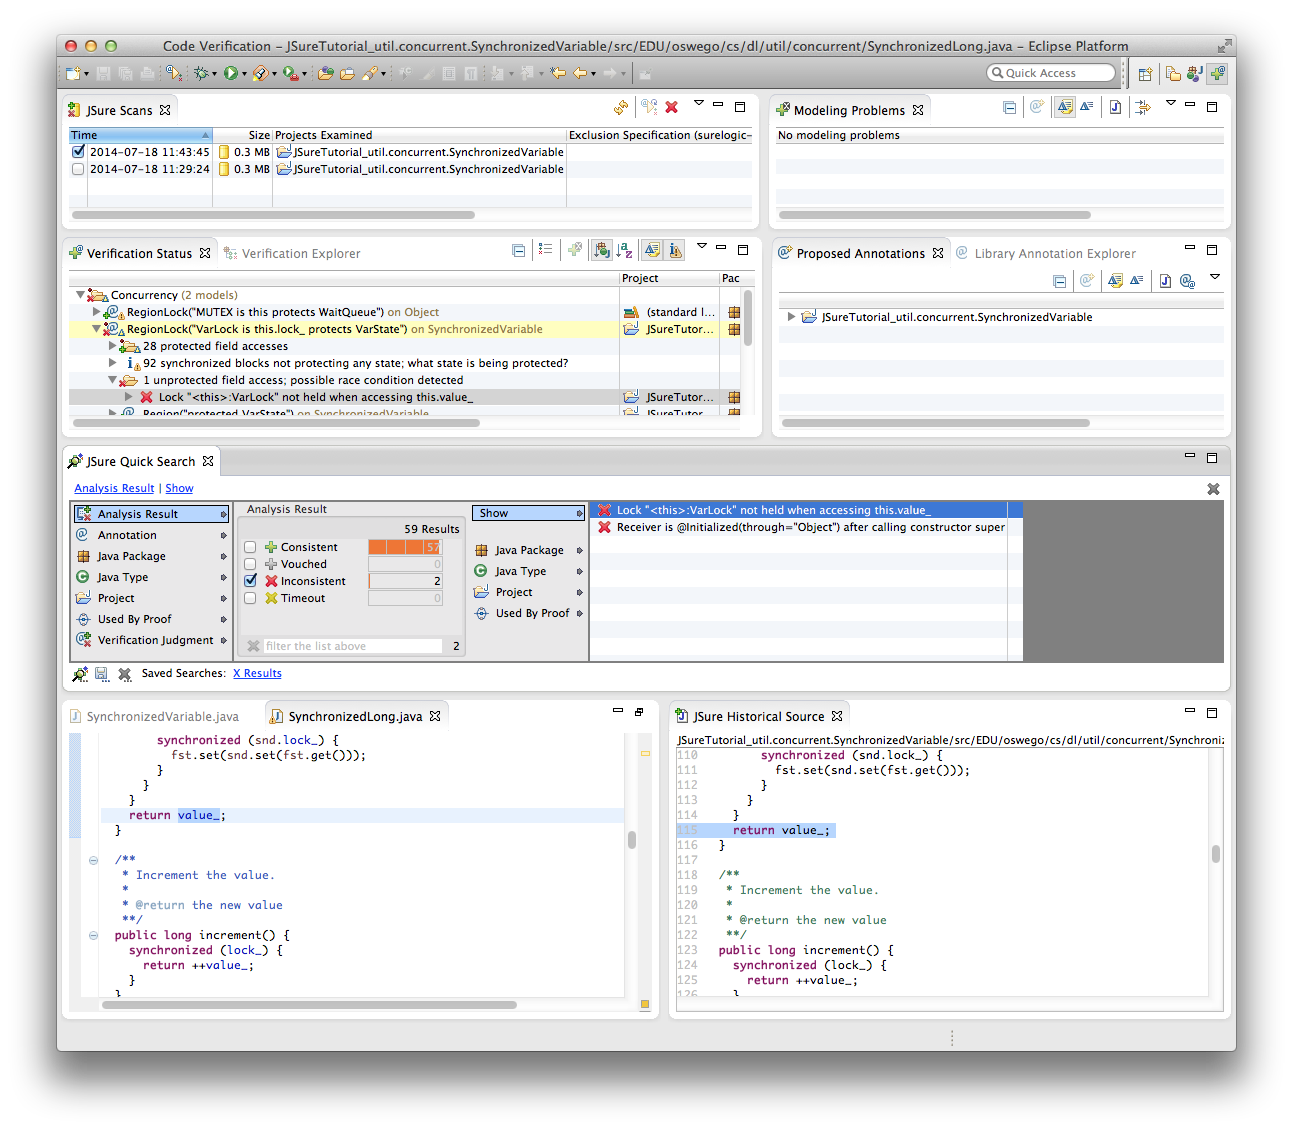 Code Verification – JSureTutorial_util.concurrent.SynchronizedVariable/src/EDU/oswego/cs/dl/util/concurrent/SynchronizedLong.java – Eclipse Platform
Quick Access
JSure Scans
Time Size Projects Examined Exclusion Specification (surelogic-
2014-07-18 11:43:45 0.3 MB JSureTutorial_util.concurrent.SynchronizedVariable
2014-07-18 11:29:24 0.3 MB JSureTutorial_util.concurrent.SynchronizedVariable
Modeling Problems
No modeling problems
Verification Status Verification Explorer
Project Pac
Concurrency (2 models)
RegionLock("MUTEX is this protects WaitQueue") on Object (standard l...
RegionLock("VarLock is this.lock_ protects VarState") on SynchronizedVariable JSureTutor...
28 protected field accesses
92 synchronized blocks not protecting any state; what state is being protected?
1 unprotected field access; possible race condition detected
Lock "<this>:VarLock" not held when accessing this.value_ JSureTutor...
Region("protected VarState") on SynchronizedVariable JSureTutor...
Proposed Annotations Library Annotation Explorer
JSureTutorial_util.concurrent.SynchronizedVariable
JSure Quick Search
Analysis Result | Show
Analysis Result
Annotation
Java Package
Java Type
Project
Used By Proof
Verification Judgment
Analysis Result
59 Results
Consistent 57
Vouched 0
Inconsistent 2
Timeout 0
filter the list above 2
Show
Java Package
Java Type
Project
Used By Proof
Lock "<this>:VarLock" not held when accessing this.value_
Receiver is @Initialized(through="Object") after calling constructor super
Saved Searches: X Results
SynchronizedVariable.java SynchronizedLong.java
synchronized (snd.lock_) {
fst.set(snd.set(fst.get()));
}
}
}
return value_;
}
/**
* Increment the value.
*
* @return the new value
**/
public long increment() {
synchronized (lock_) {
return ++value_;
}
}
JSure Historical Source
JSureTutorial_util.concurrent.SynchronizedVariable/src/EDU/oswego/cs/dl/util/concurrent/Synchroniz
110 synchronized (snd.lock_) {
111 fst.set(snd.set(fst.get()));
112 }
113 }
114 }
115 return value_;
116 }
117
118 /**
119 * Increment the value.
120 *
121 * @return the new value
122 **/
123 public long increment() {
124 synchronized (lock_) {
125 return ++value_;
126 }